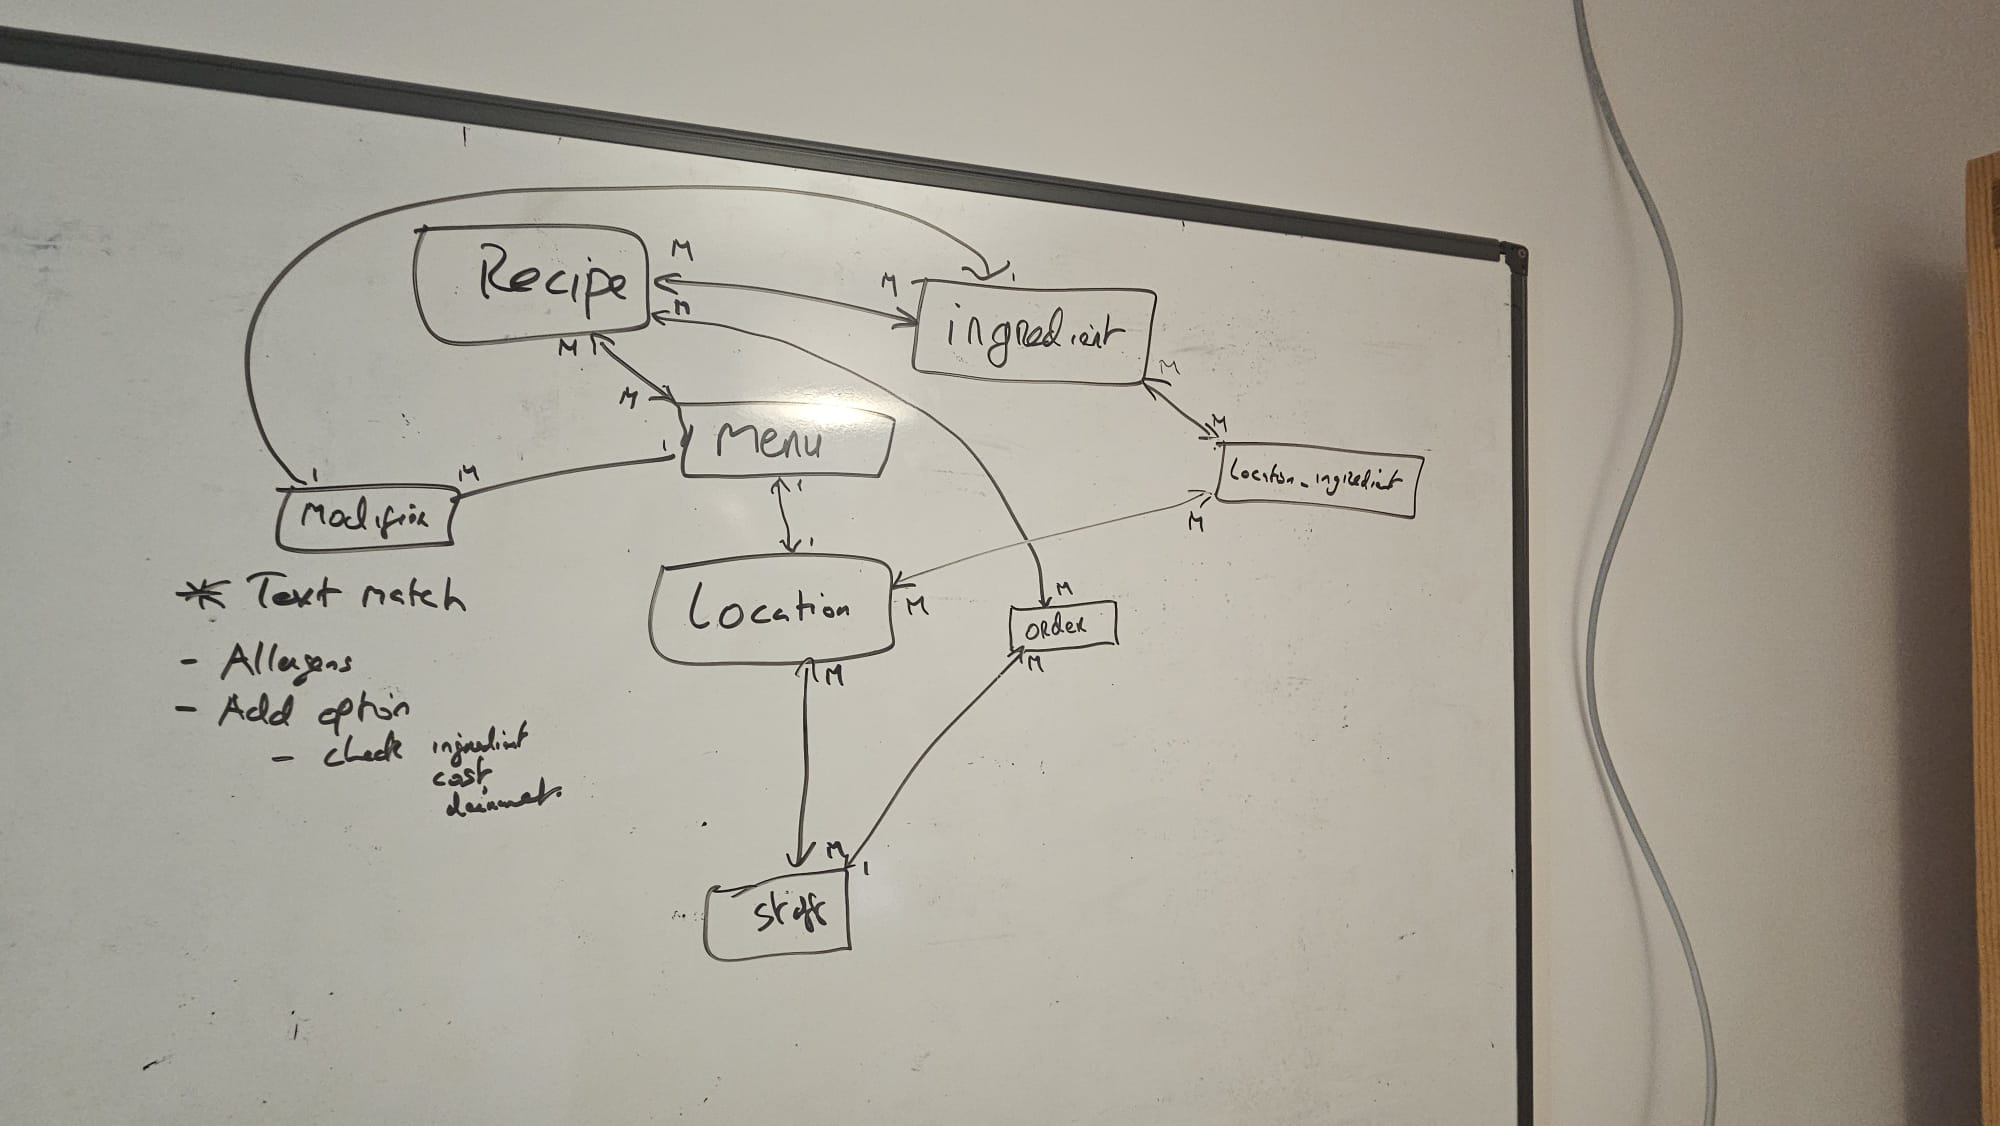 Recipe
M
M
M
M
1
ingredient
M
M
M
Menu
1
1
M
1
Modifier
Location_ingredient
M
1
1
Location
M
M
order
M
M
M
1
Staff
* Text match
- Allergens
- Add option
- check ingredient
cost